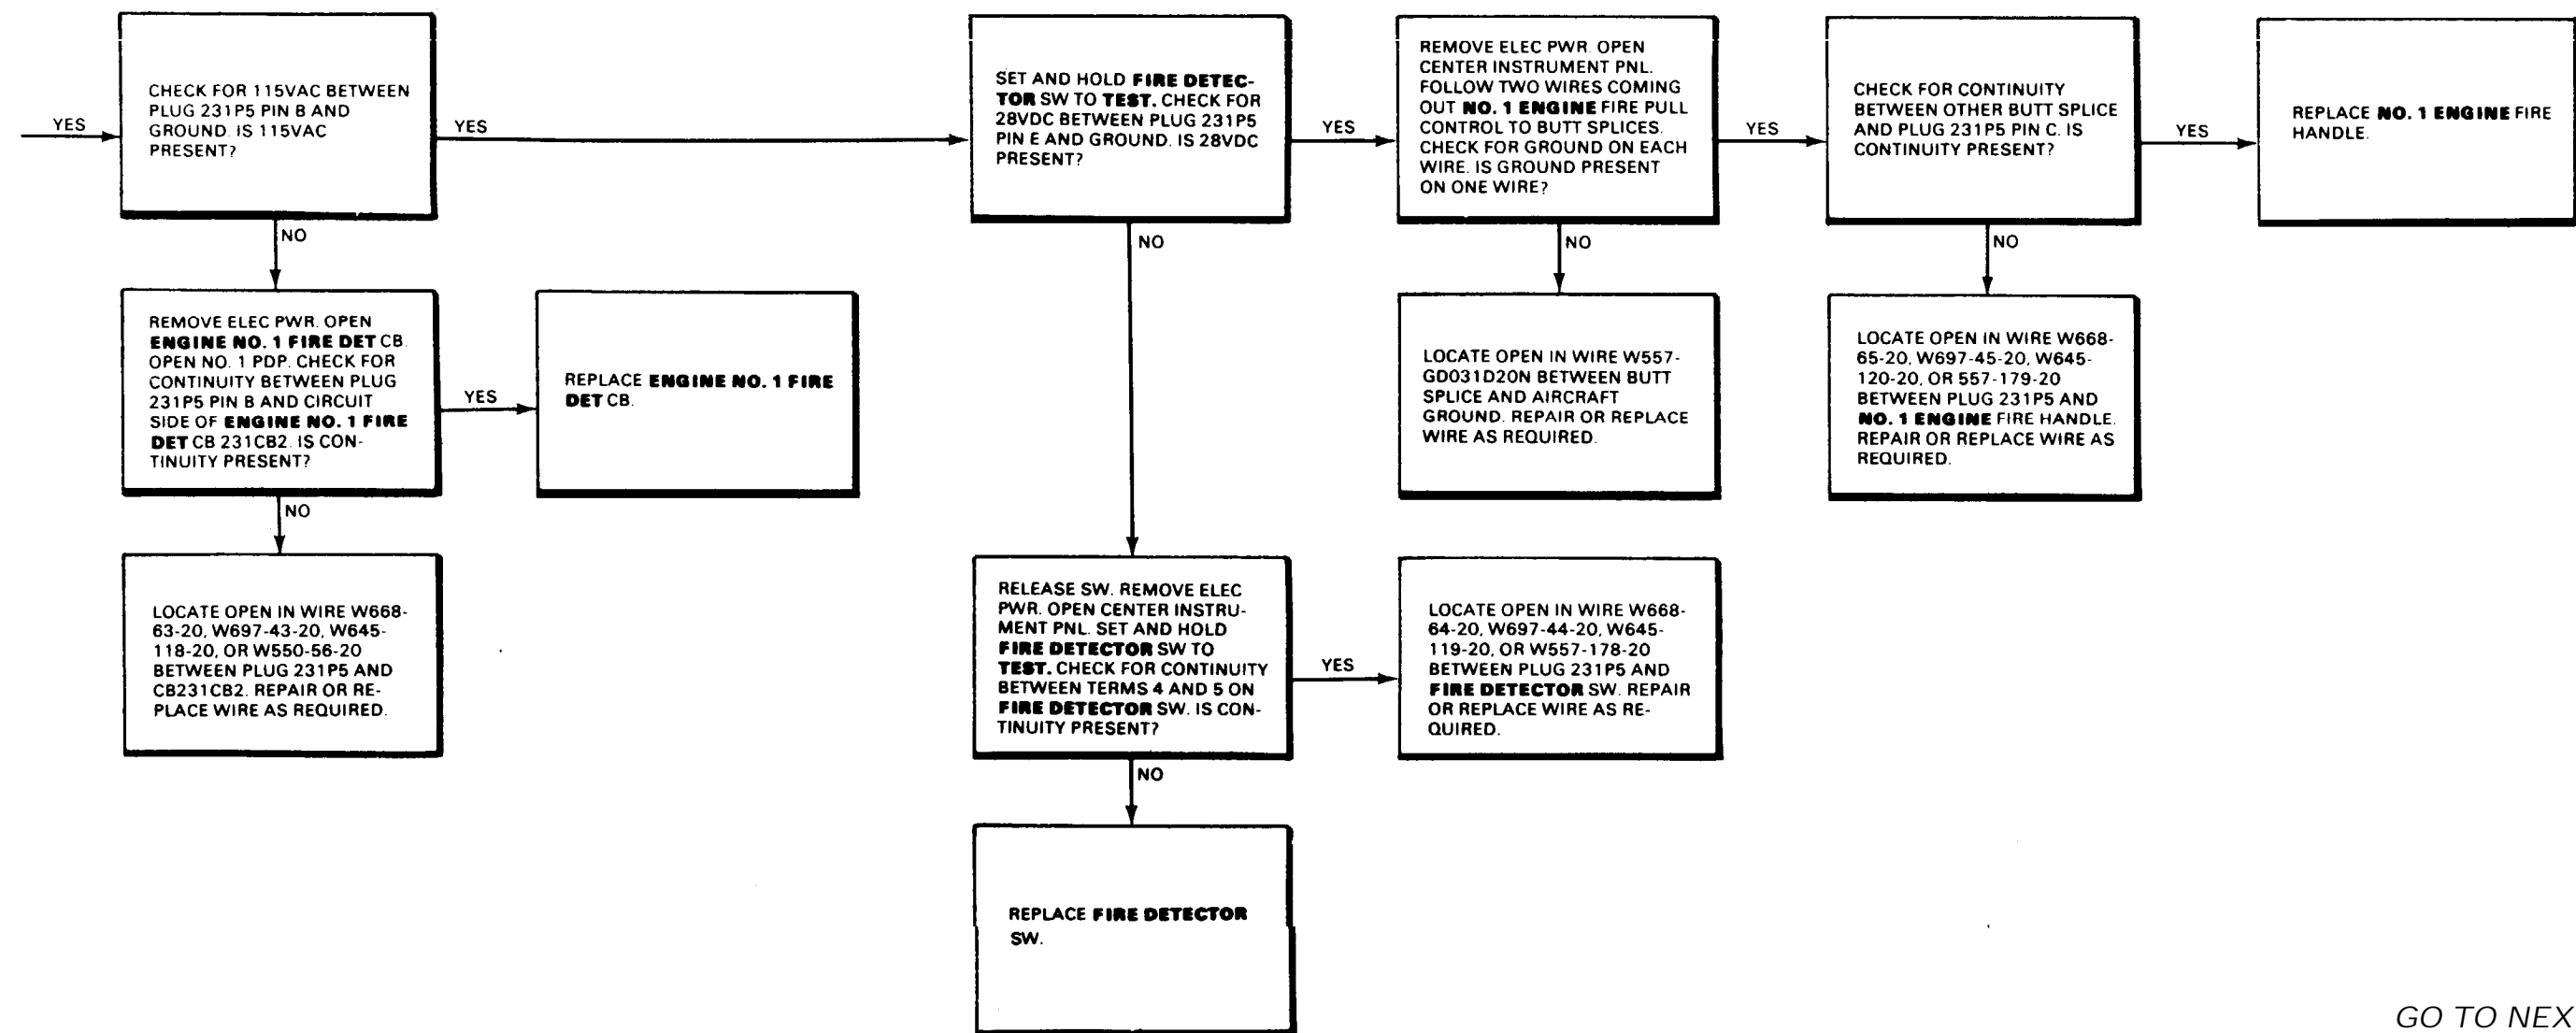 YES
CHECK FOR 115VAC BETWEEN
PLUG 231P5 PIN B AND
GROUND. IS 115VAC
PRESENT?
YES
SET AND HOLD FIRE DETEC-
TOR SW TO TEST. CHECK FOR
28VDC BETWEEN PLUG 231P5
PIN E AND GROUND. IS 28VDC
PRESENT?
YES
REMOVE ELEC PWR. OPEN
CENTER INSTRUMENT PNL.
FOLLOW TWO WIRES COMING
OUT NO. 1 ENGINE FIRE PULL
CONTROL TO BUTT SPLICES.
CHECK FOR GROUND ON EACH
WIRE. IS GROUND PRESENT
ON ONE WIRE?
YES
CHECK FOR CONTINUITY
BETWEEN OTHER BUTT SPLICE
AND PLUG 231P5 PIN C. IS
CONTINUITY PRESENT?
YES
REPLACE NO. 1 ENGINE FIRE
HANDLE.
NO
NO
NO
NO
REMOVE ELEC PWR. OPEN
ENGINE NO. 1 FIRE DET CB.
OPEN NO. 1 PDP. CHECK FOR
CONTINUITY BETWEEN PLUG
231P5 PIN B AND CIRCUIT
SIDE OF ENGINE NO. 1 FIRE
DET CB 231CB2. IS CON-
TINUITY PRESENT?
YES
REPLACE ENGINE NO. 1 FIRE
DET CB.
LOCATE OPEN IN WIRE W557-
GD031D20N BETWEEN BUTT
SPLICE AND AIRCRAFT
GROUND. REPAIR OR REPLACE
WIRE AS REQUIRED.
LOCATE OPEN IN WIRE W668-
65-20, W697-45-20, W645-
120-20, OR 557-179-20
BETWEEN PLUG 231P5 AND
NO. 1 ENGINE FIRE HANDLE.
REPAIR OR REPLACE WIRE AS
REQUIRED.
NO
LOCATE OPEN IN WIRE W668-
63-20, W697-43-20, W645-
118-20, OR W550-56-20
BETWEEN PLUG 231P5 AND
CB231CB2. REPAIR OR RE-
PLACE WIRE AS REQUIRED.
RELEASE SW. REMOVE ELEC
PWR. OPEN CENTER INSTRU-
MENT PNL. SET AND HOLD
FIRE DETECTOR SW TO
TEST. CHECK FOR CONTINUITY
BETWEEN TERMS 4 AND 5 ON
FIRE DETECTOR SW. IS CON-
TINUITY PRESENT?
YES
LOCATE OPEN IN WIRE W668-
64-20, W697-44-20, W645-
119-20, OR W557-178-20
BETWEEN PLUG 231P5 AND
FIRE DETECTOR SW. REPAIR
OR REPLACE WIRE AS RE-
QUIRED.
NO
REPLACE FIRE DETECTOR
SW.
GO TO NEX